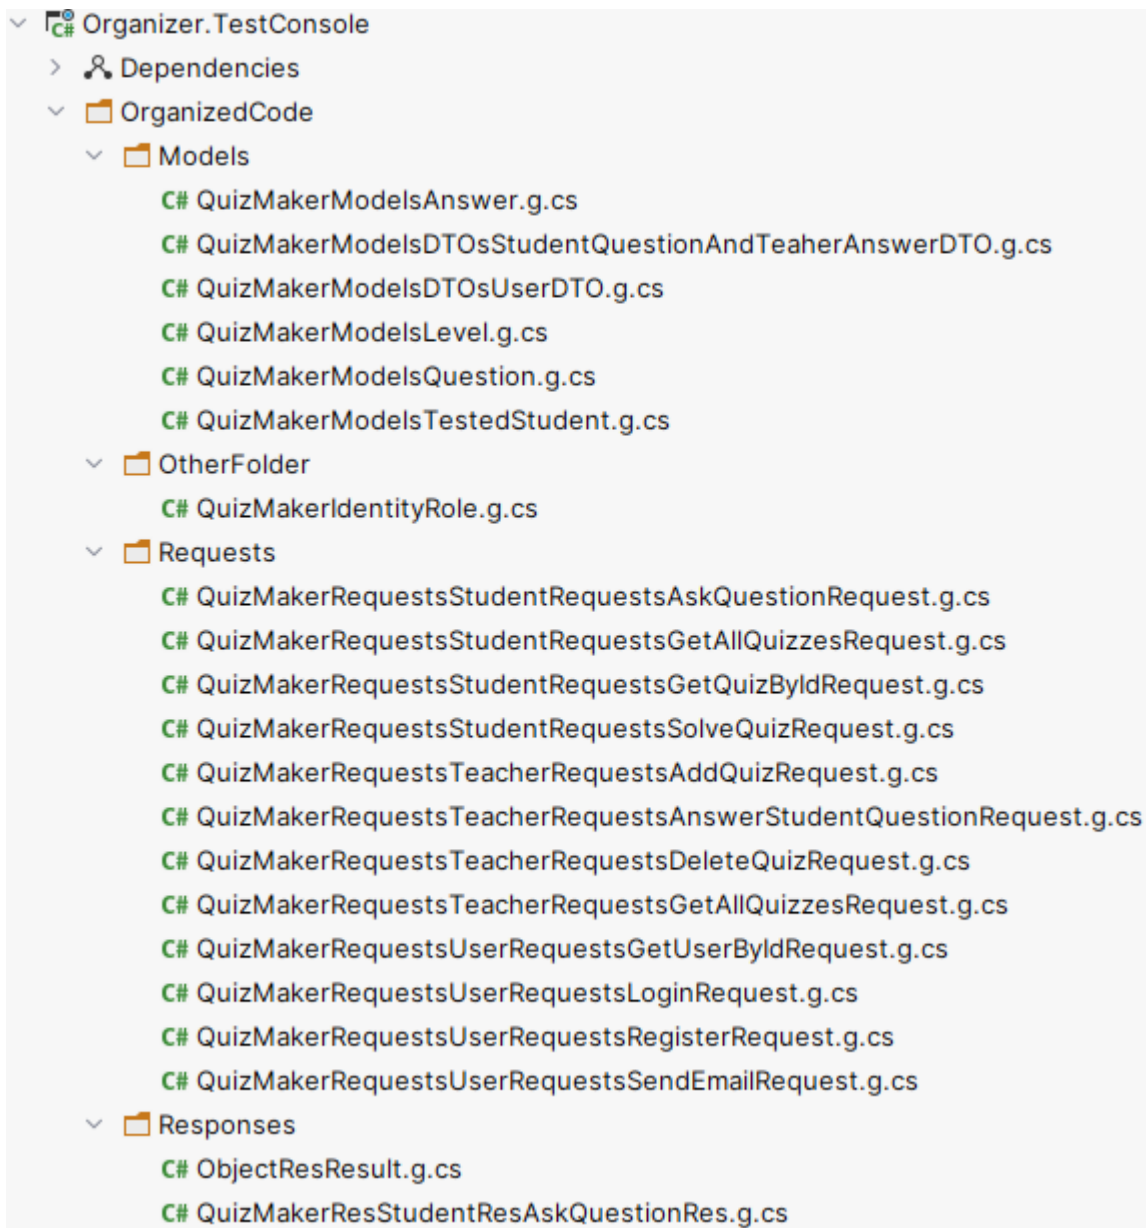 C# Organizer.TestConsole
Dependencies
OrganizedCode
Models
C# QuizMakerModelsAnswer.g.cs
C# QuizMakerModelsDTOsStudentQuestionAndTeaherAnswerDTO.g.cs
C# QuizMakerModelsDTOsUserDTO.g.cs
C# QuizMakerModelsLevel.g.cs
C# QuizMakerModelsQuestion.g.cs
C# QuizMakerModelsTestedStudent.g.cs
OtherFolder
C# QuizMakerIdentityRole.g.cs
Requests
C# QuizMakerRequestsStudentRequestsAskQuestionRequest.g.cs
C# QuizMakerRequestsStudentRequestsGetAllQuizzesRequest.g.cs
C# QuizMakerRequestsStudentRequestsGetQuizByIdRequest.g.cs
C# QuizMakerRequestsStudentRequestsSolveQuizRequest.g.cs
C# QuizMakerRequestsTeacherRequestsAddQuizRequest.g.cs
C# QuizMakerRequestsTeacherRequestsAnswerStudentQuestionRequest.g.cs
C# QuizMakerRequestsTeacherRequestsDeleteQuizRequest.g.cs
C# QuizMakerRequestsTeacherRequestsGetAllQuizzesRequest.g.cs
C# QuizMakerRequestsUserRequestsGetUserByIdRequest.g.cs
C# QuizMakerRequestsUserRequestsLoginRequest.g.cs
C# QuizMakerRequestsUserRequestsRegisterRequest.g.cs
C# QuizMakerRequestsUserRequestsSendEmailRequest.g.cs
Responses
C# ObjectResResult.g.cs
C# QuizMakerResStudentResAskQuestionRes.g.cs